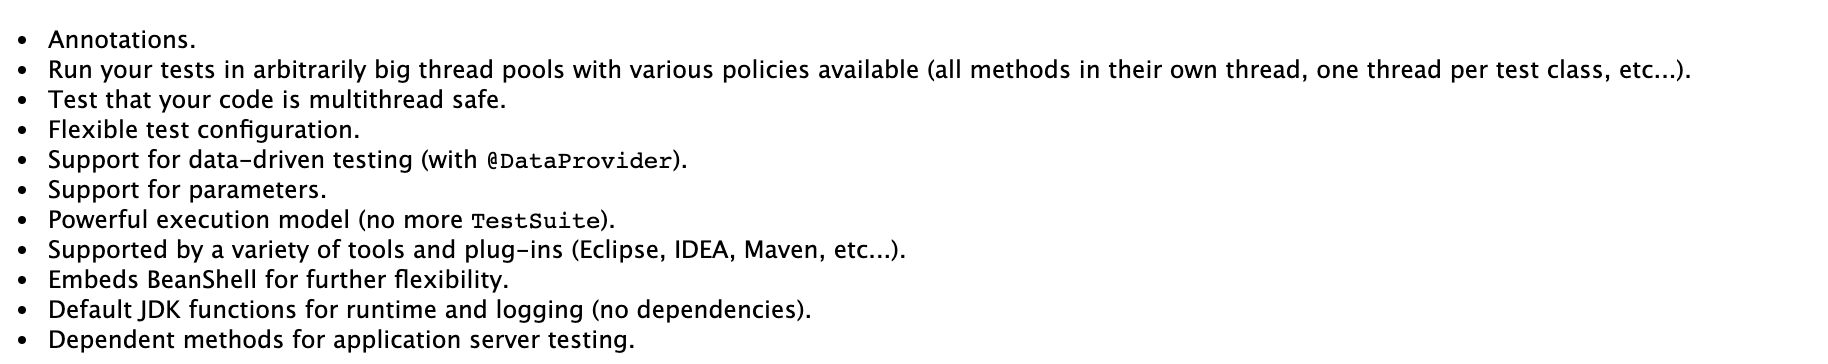 • Annotations.
• Run your tests in arbitrarily big thread pools with various policies available (all methods in their own thread, one thread per test class, etc...).
• Test that your code is multithread safe.
• Flexible test configuration.
• Support for data-driven testing (with @DataProvider).
• Support for parameters.
• Powerful execution model (no more TestSuite).
• Supported by a variety of tools and plug-ins (Eclipse, IDEA, Maven, etc...).
• Embeds BeanShell for further flexibility.
• Default JDK functions for runtime and logging (no dependencies).
• Dependent methods for application server testing.